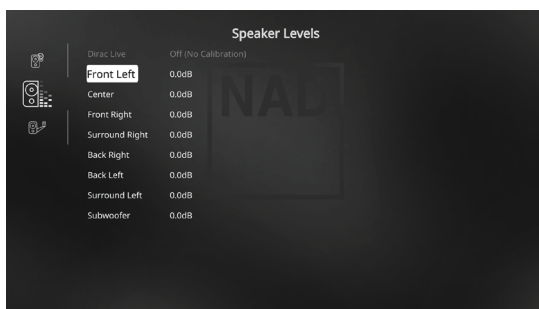 Speaker Levels
Dirac Live Off (No Calibration)
Front Left 0.0dB
Center 0.0dB
Front Right 0.0dB
Surround Right 0.0dB
Back Right 0.0dB
Back Left 0.0dB
Surround Left 0.0dB
Subwoofer 0.0dB
NAD